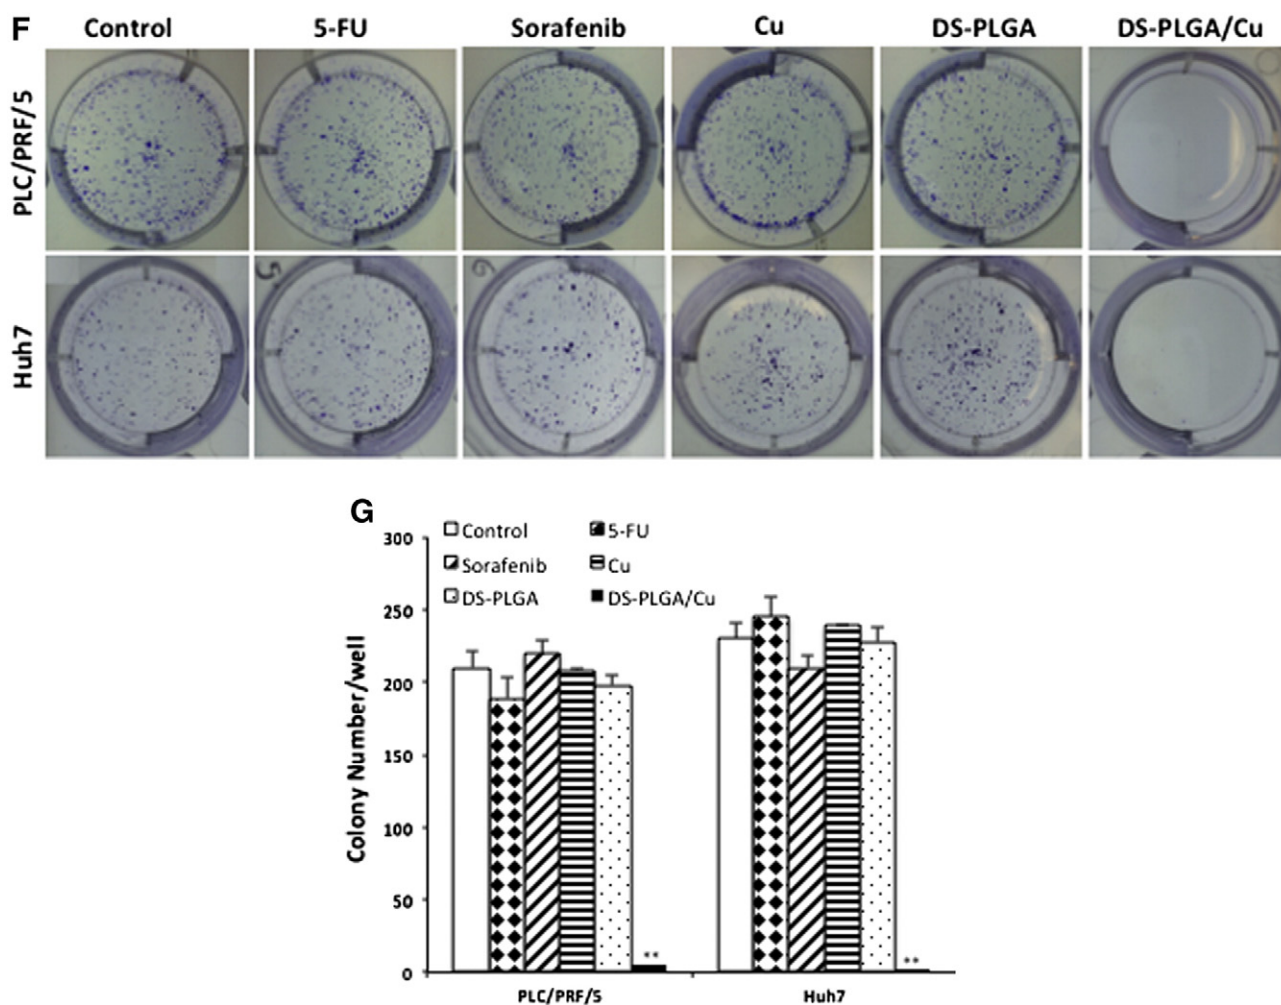 F Control 5-FU Sorafenib Cu DS-PLGA DS-PLGA/Cu
PLC/PRF/5
Huh7
G
Control 5-FU
Sorafenib Cu
DS-PLGA DS-PLGA/Cu
300
250
200
150
100
50
0
Colony Number/well
**
**
PLC/PRF/5 Huh7